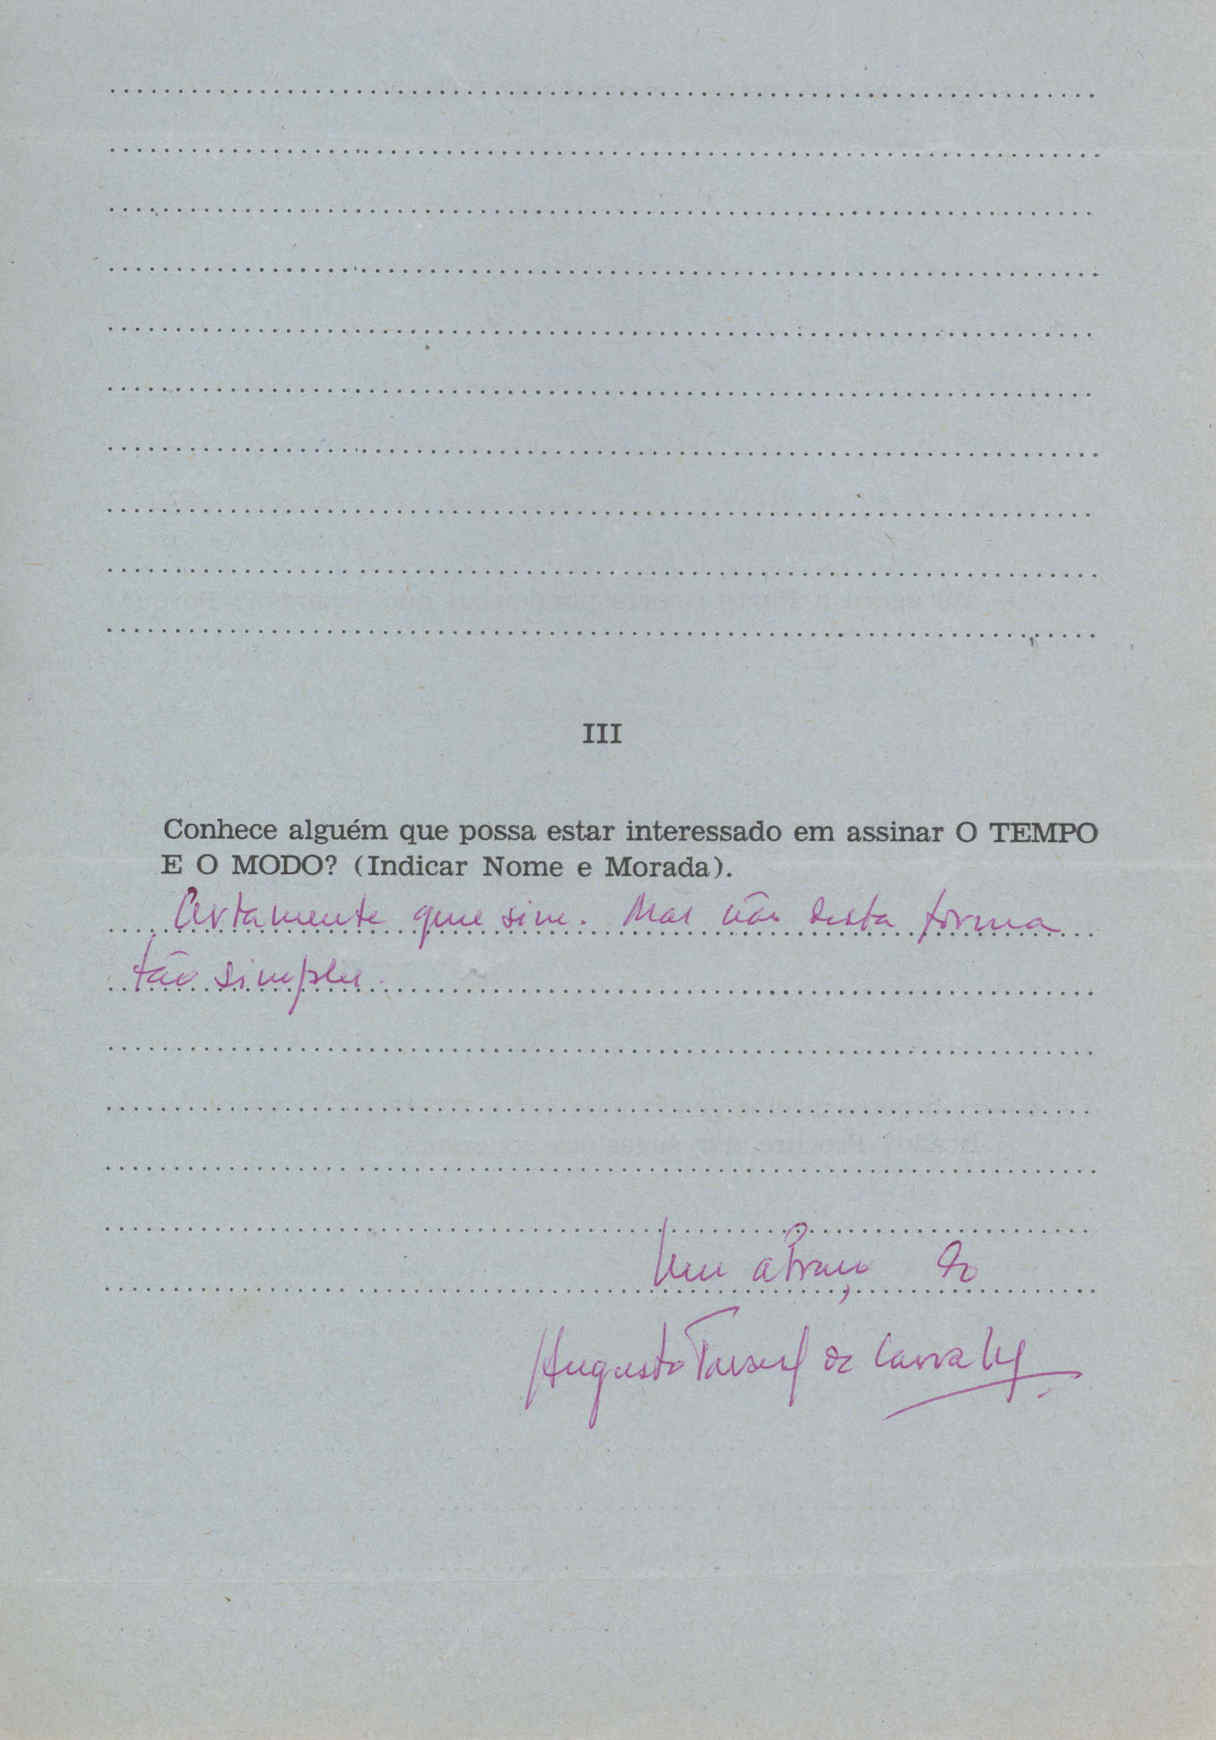 III
Conhece alguém que possa estar interessado em assinar O TEMPO
E O MODO? (Indicar Nome e Morada).
Certamente que sim. Mas não desta forma
tão simples.
Um abraço do
Augusto de Carvalho